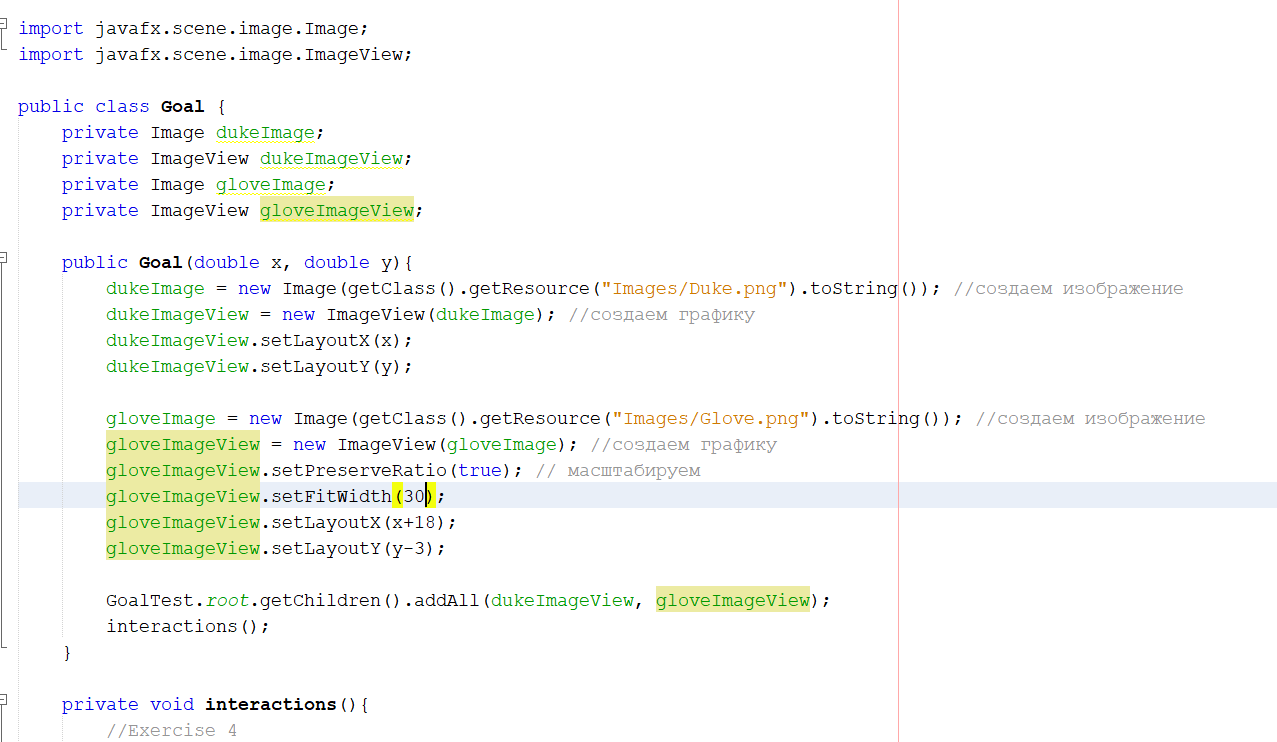 import javafx.scene.image.Image;
import javafx.scene.image.ImageView;
public class Goal {
private Image dukeImage;
private ImageView dukeImageView;
private Image gloveImage;
private ImageView gloveImageView;
public Goal(double x, double y){
dukeImage = new Image(getClass().getResource("Images/Duke.png").toString()); //создаем изображение
dukeImageView = new ImageView(dukeImage); //создаем графику
dukeImageView.setLayoutX(x);
dukeImageView.setLayoutY(y);
gloveImage = new Image(getClass().getResource("Images/Glove.png").toString()); //создаем изображение
gloveImageView = new ImageView(gloveImage); //создаем графику
gloveImageView.setPreserveRatio(true); // масштабируем
gloveImageView.setFitWidth(30);
gloveImageView.setLayoutX(x+18);
gloveImageView.setLayoutY(y-3);
GoalTest.root.getChildren().addAll(dukeImageView, gloveImageView);
interactions();
}
private void interactions(){
//Exercise 4